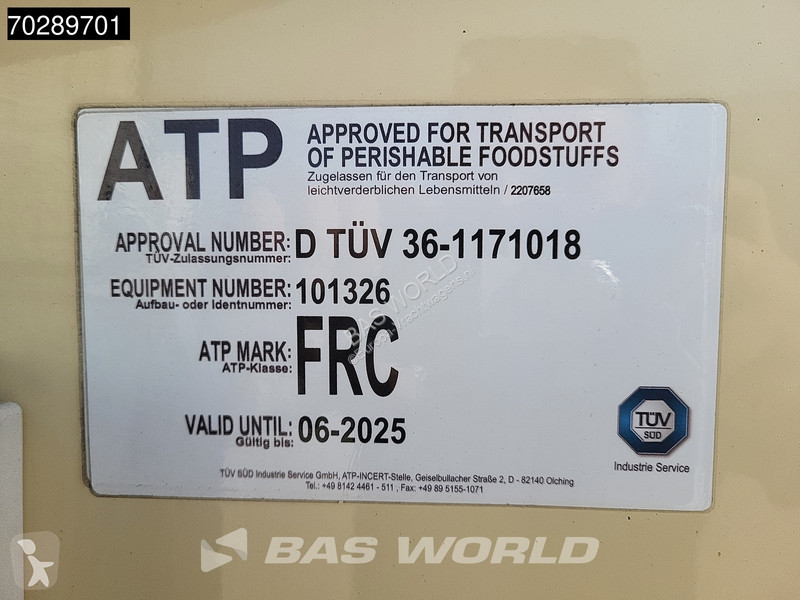 70289701
ATP
APPROVED FOR TRANSPORT
OF PERISHABLE FOODSTUFFS
Zugelassen für den Transport von
leichtverderblichen Lebensmitteln / 2207658
APPROVAL NUMBER: D TÜV 36-1171018
TÜV-Zulassungsnummer:
EQUIPMENT NUMBER: 101326
Aufbau- oder Identnummer:
ATP MARK: FRC
ATP-Klasse:
VALID UNTIL: 06-2025
Gültig bis:
TÜV SÜD
Industrie Service
TÜV SÜD Industrie Service GmbH, ATP-INCERT-Stelle, Geiselbullacher Straße 2, D - 82140 Olching
Tel.: +49 8142 4461 - 511 , Fax: +49 89 5155-1071
BAS WORLD
BAS WORLD